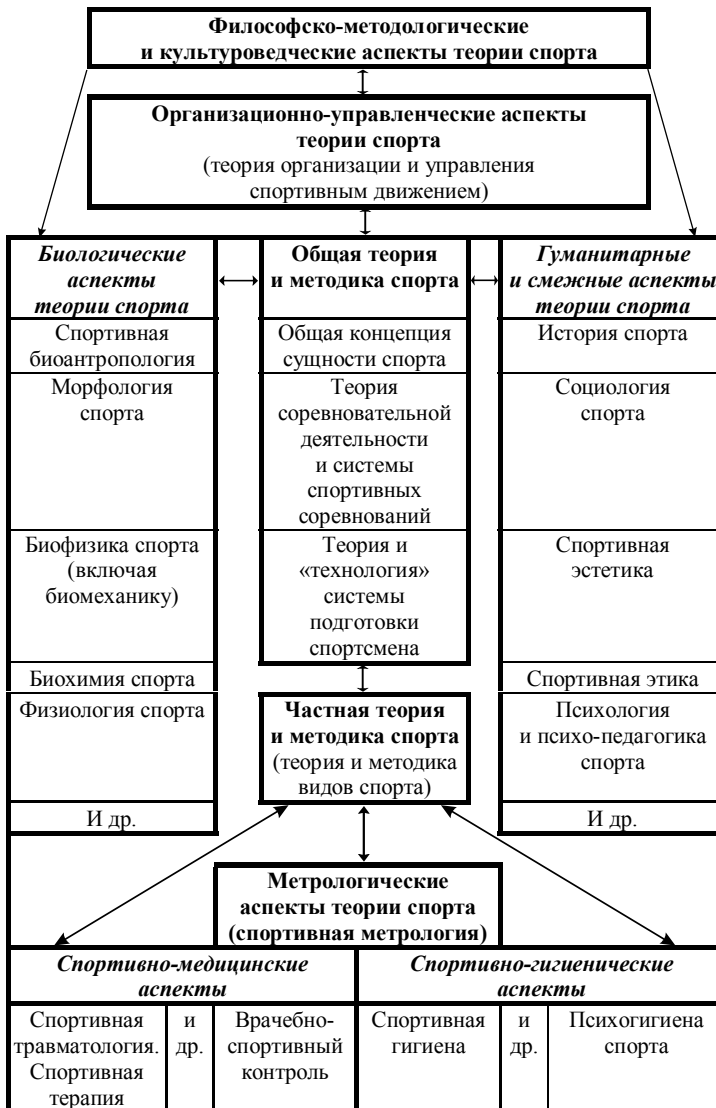 Философско-методологические
и культуроведческие аспекты теории спорта
Организационно-управленческие аспекты
теории спорта
(теория организации и управления
спортивным движением)
Биологические
аспекты
теории спорта
Спортивная
биоантропология
Морфология
спорта
Биофизика спорта
(включая
биомеханику)
Биохимия спорта
Физиология спорта
И др.
Общая теория
и методика спорта
Общая концепция
сущности спорта
Теория
соревновательной
деятельности
и системы
спортивных
соревнований
Теория и
«технология»
системы
подготовки
спортсмена
Частная теория
и методика спорта
(теория и методика
видов спорта)
Гуманитарные
и смежные аспекты
теории спорта
История спорта
Социология
спорта
Спортивная
эстетика
Спортивная этика
Психология
и психо-педагогика
спорта
И др.
Метрологические
аспекты теории спорта
(спортивная метрология)
Спортивно-медицинские
аспекты
Спортивная
травматология.
Спортивная
терапия
и
др.
Врачебно-
спортивный
контроль
Спортивно-гигиенические
аспекты
Спортивная
гигиена
и
др.
Психогигиена
спорта